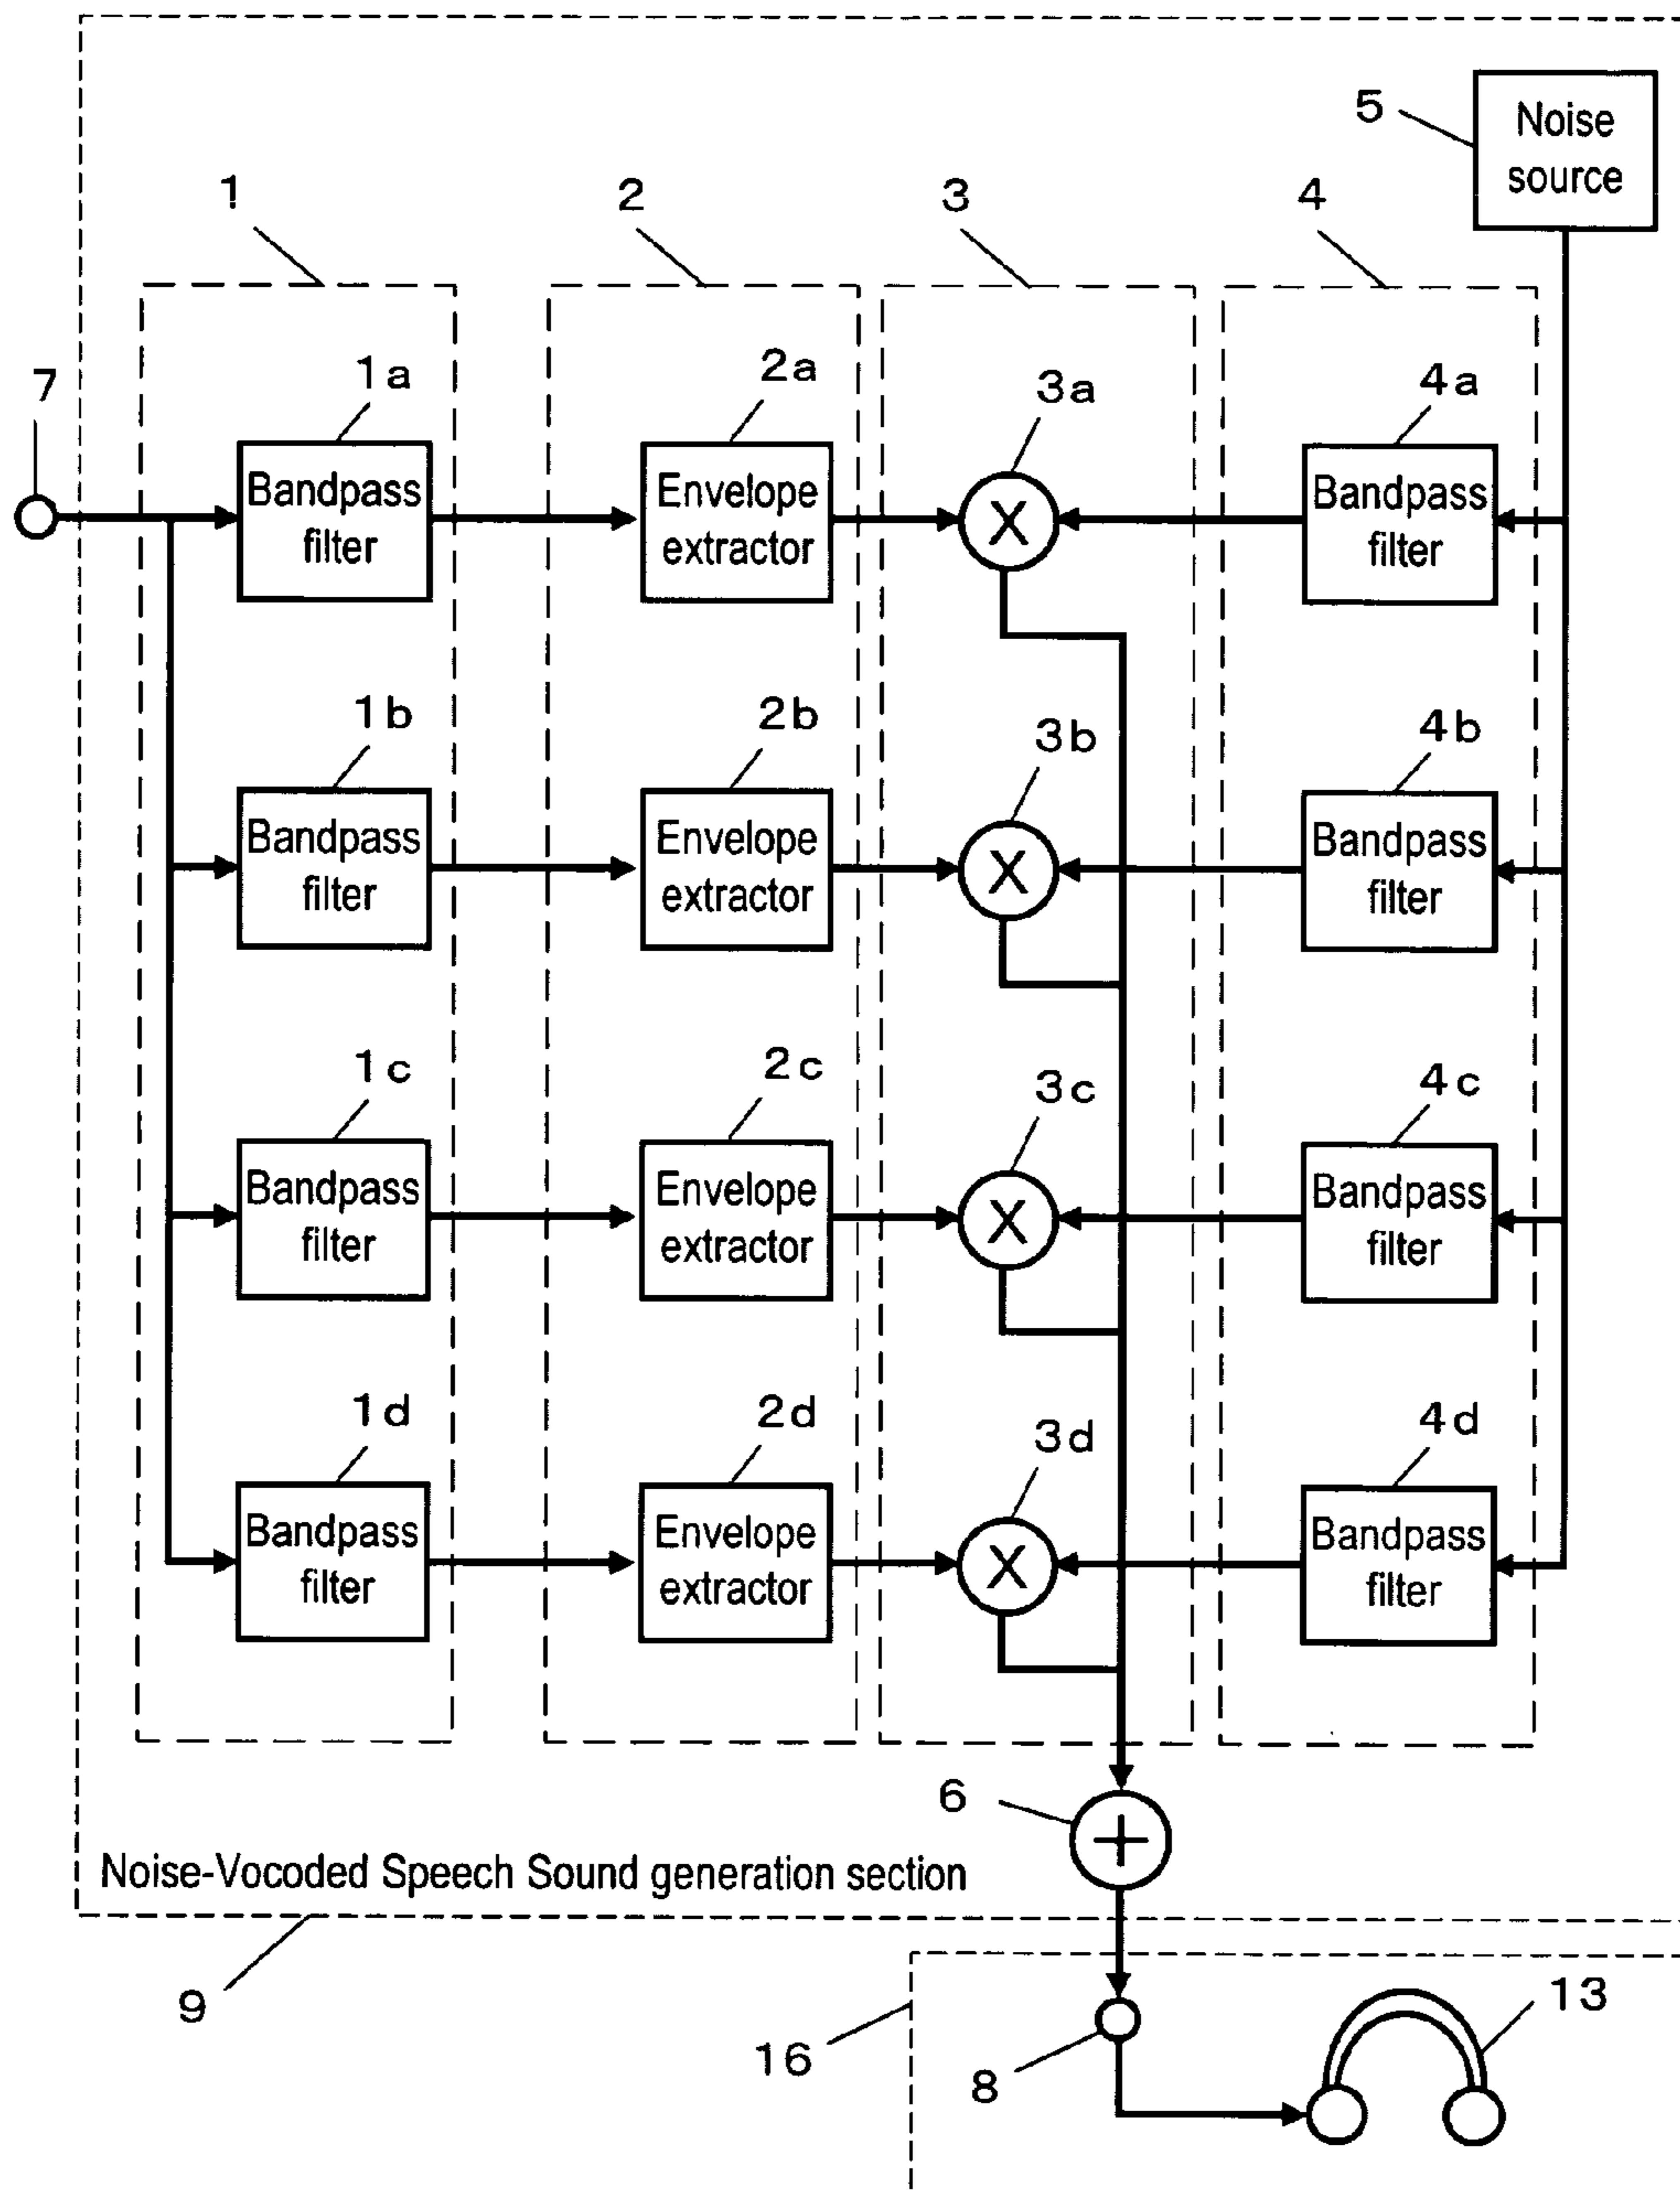 5
Noise
source
1
2
3
4
7
1a
2a
3a
4a
Bandpass
filter
Envelope
extractor
X
Bandpass
filter
1b
2b
3b
4b
Bandpass
filter
Envelope
extractor
X
Bandpass
filter
1c
2c
3c
4c
Bandpass
filter
Envelope
extractor
X
Bandpass
filter
1d
2d
3d
4d
Bandpass
filter
Envelope
extractor
X
Bandpass
filter
6
+
Noise-Vocoded Speech Sound generation section
9
16
8
13